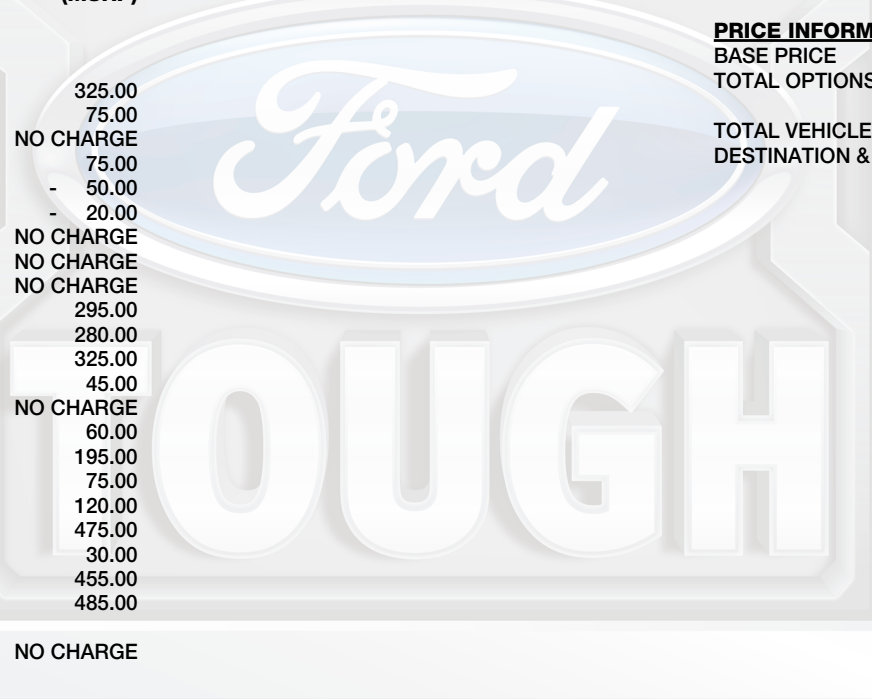 325.00
75.00
NO CHARGE
75.00
- 50.00
- 20.00
NO CHARGE
NO CHARGE
NO CHARGE
295.00
280.00
325.00
45.00
NO CHARGE
60.00
195.00
75.00
120.00
475.00
30.00
455.00
485.00
NO CHARGE
PRICE INFORM
BASE PRICE
TOTAL OPTIONS
TOTAL VEHICLE
DESTINATION &
Ford
TOUGH